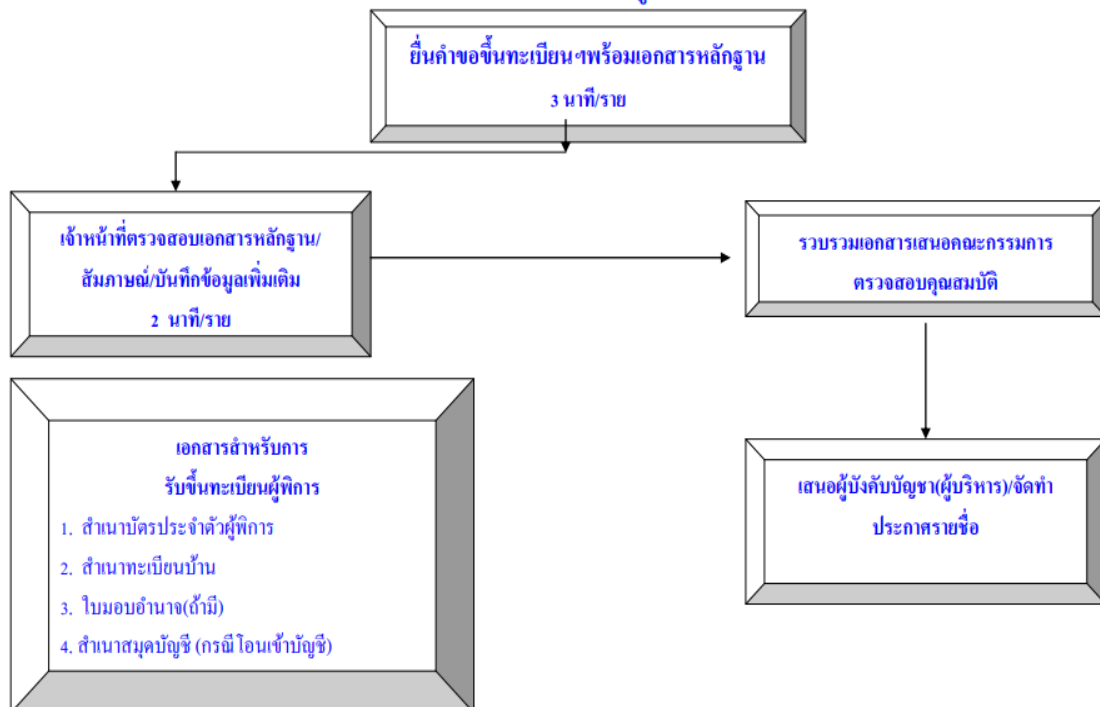 ยื่นคำขอขึ้นทะเบียนฯพร้อมเอกสารหลักฐาน
3 นาที/ราย
เจ้าหน้าที่ตรวจสอบเอกสารหลักฐาน/
สัมภาษณ์/บันทึกข้อมูลเพิ่มเติม
2 นาที/ราย
รวบรวมเอกสารเสนอคณะกรรมการ
ตรวจสอบคุณสมบัติ
เอกสารสำหรับการ
รับขึ้นทะเบียนผู้พิการ
1. สำเนาบัตรประจำตัวผู้พิการ
2. สำเนาทะเบียนบ้าน
3. ใบมอบอำนาจ(ถ้ามี)
4. สำเนาสมุดบัญชี (กรณีโอนเข้าบัญชี)
เสนอผู้บังคับบัญชา(ผู้บริหาร)/จัดทำ
ประกาศรายชื่อ